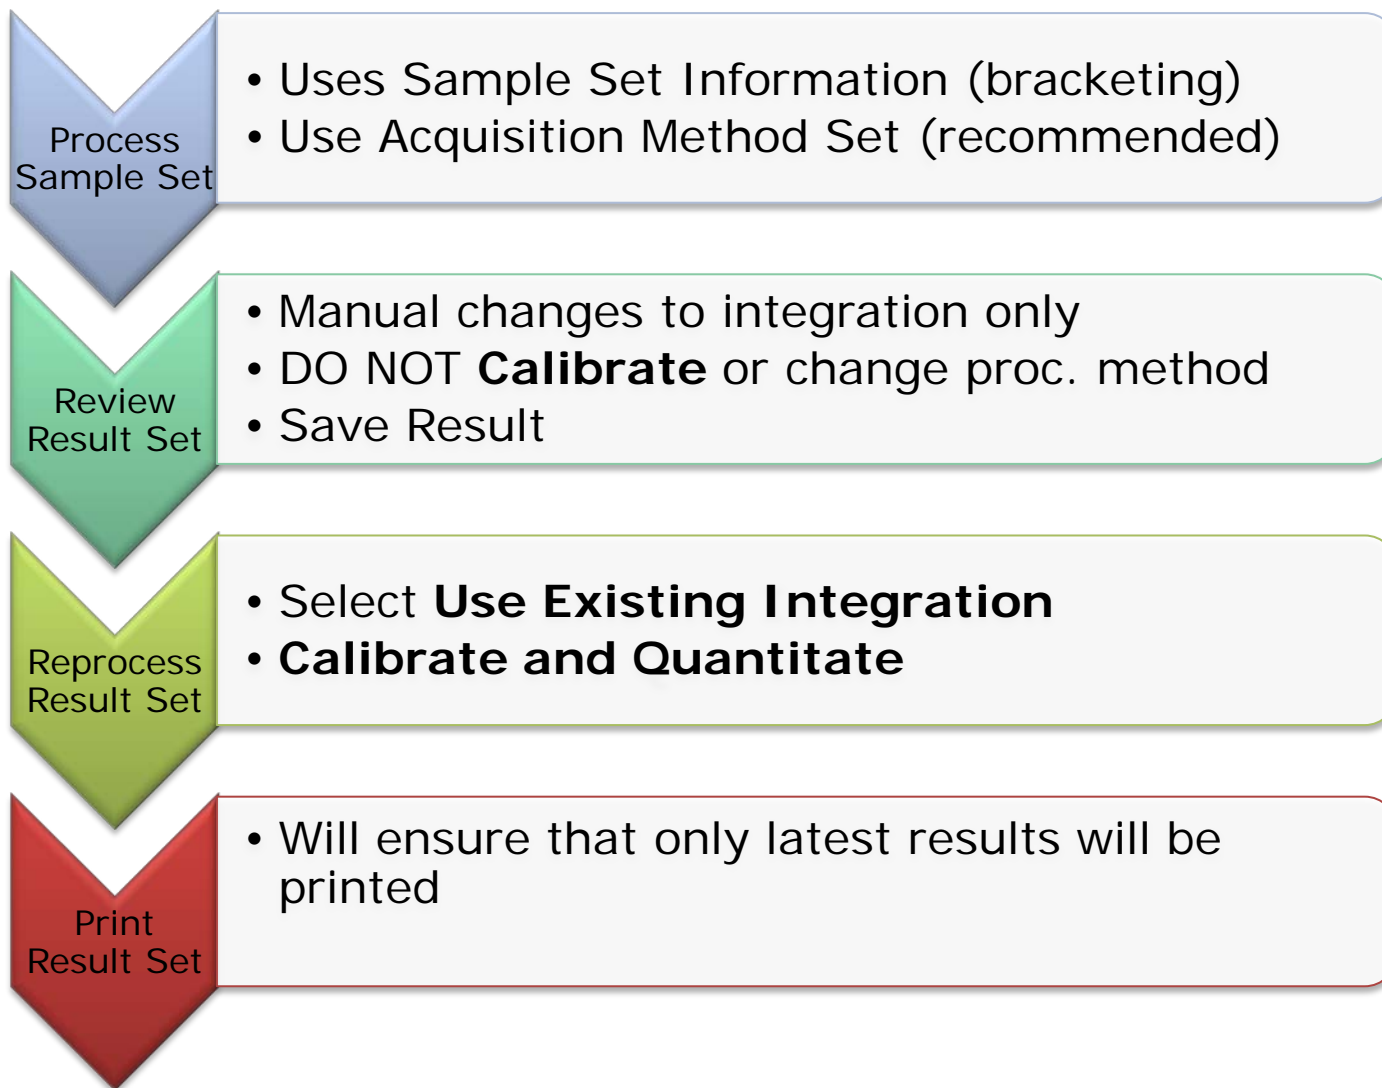 Process
Sample Set
• Uses Sample Set Information (bracketing)
• Use Acquisition Method Set (recommended)
Review
Result Set
• Manual changes to integration only
• DO NOT Calibrate or change proc. method
• Save Result
Reprocess
Result Set
• Select Use Existing Integration
• Calibrate and Quantitate
Print
Result Set
• Will ensure that only latest results will be
printed